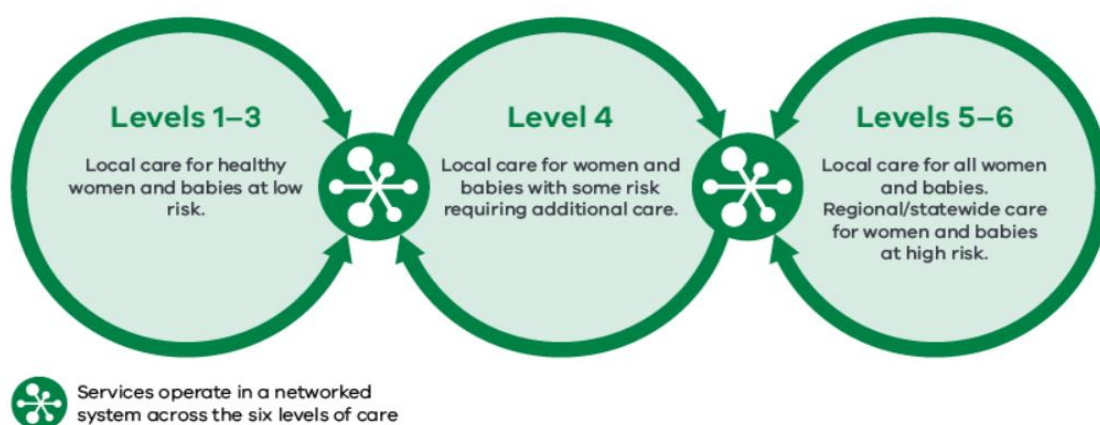 Levels 1–3
Local care for healthy
women and babies at low
risk.
Level 4
Local care for women and
babies with some risk
requiring additional care.
Levels 5–6
Local care for all women
and babies.
Regional/statewide care
for women and babies
at high risk.
Services operate in a networked
system across the six levels of care